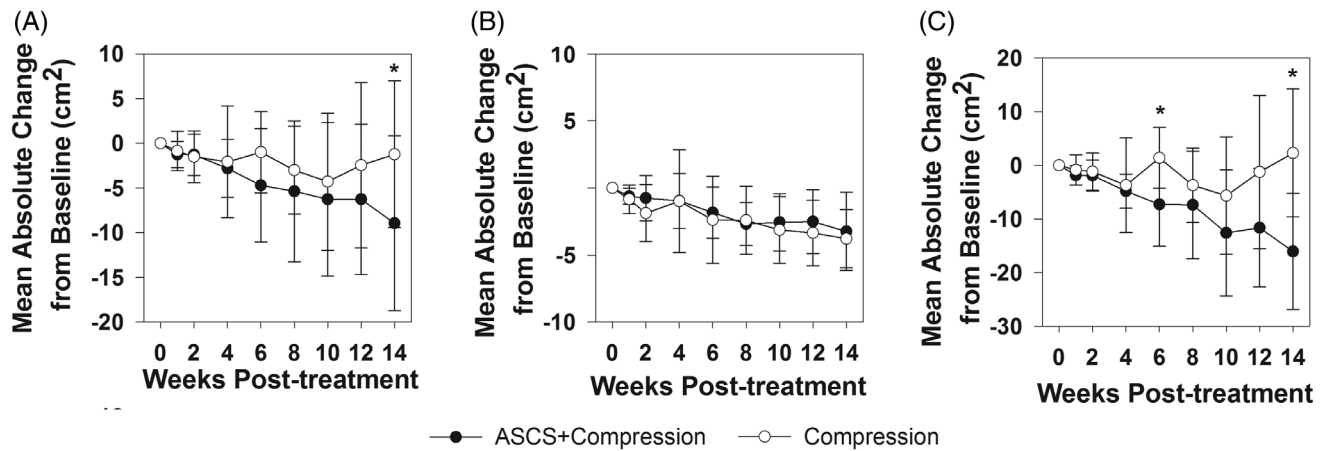 (A)
Mean Absolute Change
from Baseline (cm2)
10
5
0
-5
-10
-15
-20
*
0 2 4 6 8 10 12 14
Weeks Post-treatment
(B)
Mean Absolute Change
from Baseline (cm2)
10
5
-5
-10
0 2 4 6 8 10 12 14
Weeks Post-treatment
(C)
Mean Absolute Change
from Baseline (cm2)
20
10
0
-10
-20
-30
* *
0 2 4 6 8 10 12 14
Weeks Post-treatment
ASCS+Compression Compression